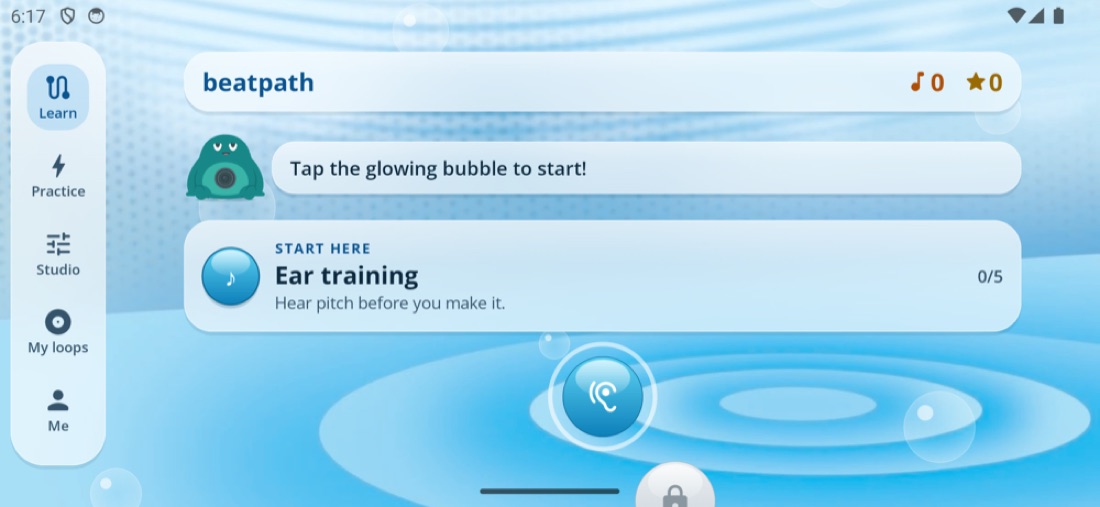 6:17
beatpath
0
0
Learn
Tap the glowing bubble to start!
Practice
START HERE
Ear training
Hear pitch before you make it.
0/5
Studio
My loops
Me